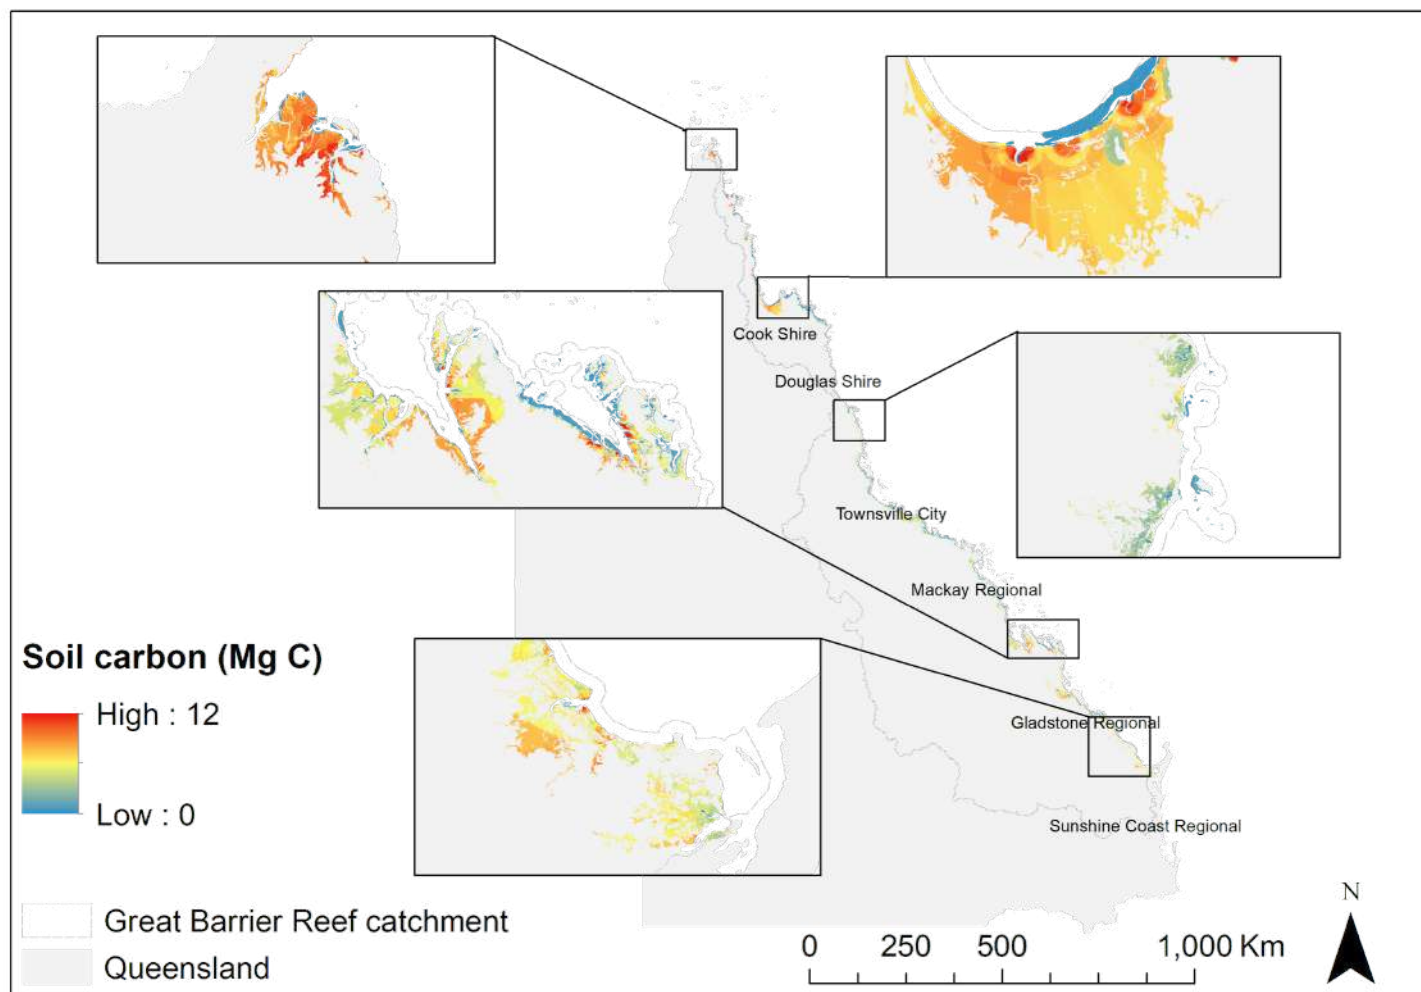 Cook Shire
Douglas Shire
Townsville City
Mackay Regional
Gladstone Regional
Sunshine Coast Regional
Soil carbon (Mg C)
High : 12
Low : 0
Great Barrier Reef catchment
Queensland
0 250 500 1,000 Km
N